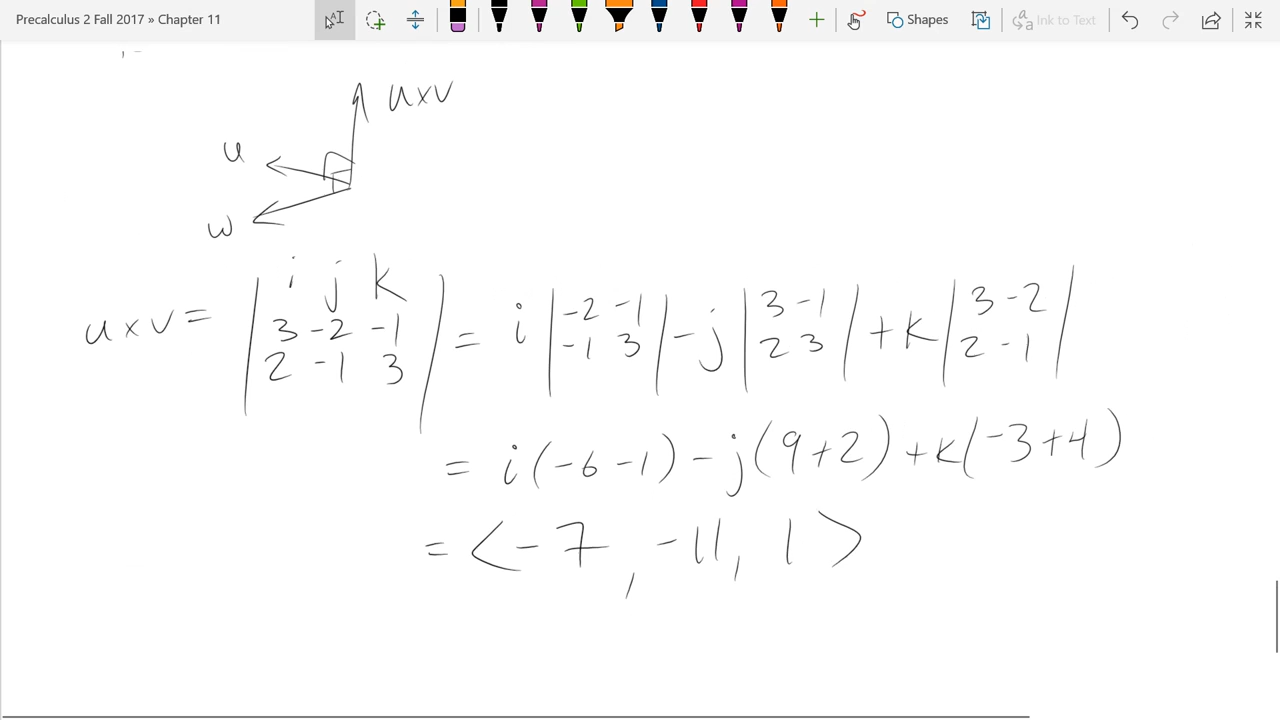 Precalculus 2 Fall 2017 » Chapter 11
Shapes
Ink to Text
u×v
u
w
u×v = | i j k | = i |-2 -1| - j |3 -1| + k |3 -2|
|3 -2 -1| |-1 3| |2 3| |2 -1|
|2 -1 3|
= i(-6-1) - j(9+2) + k(-3+4)
= <-7, -11, 1>